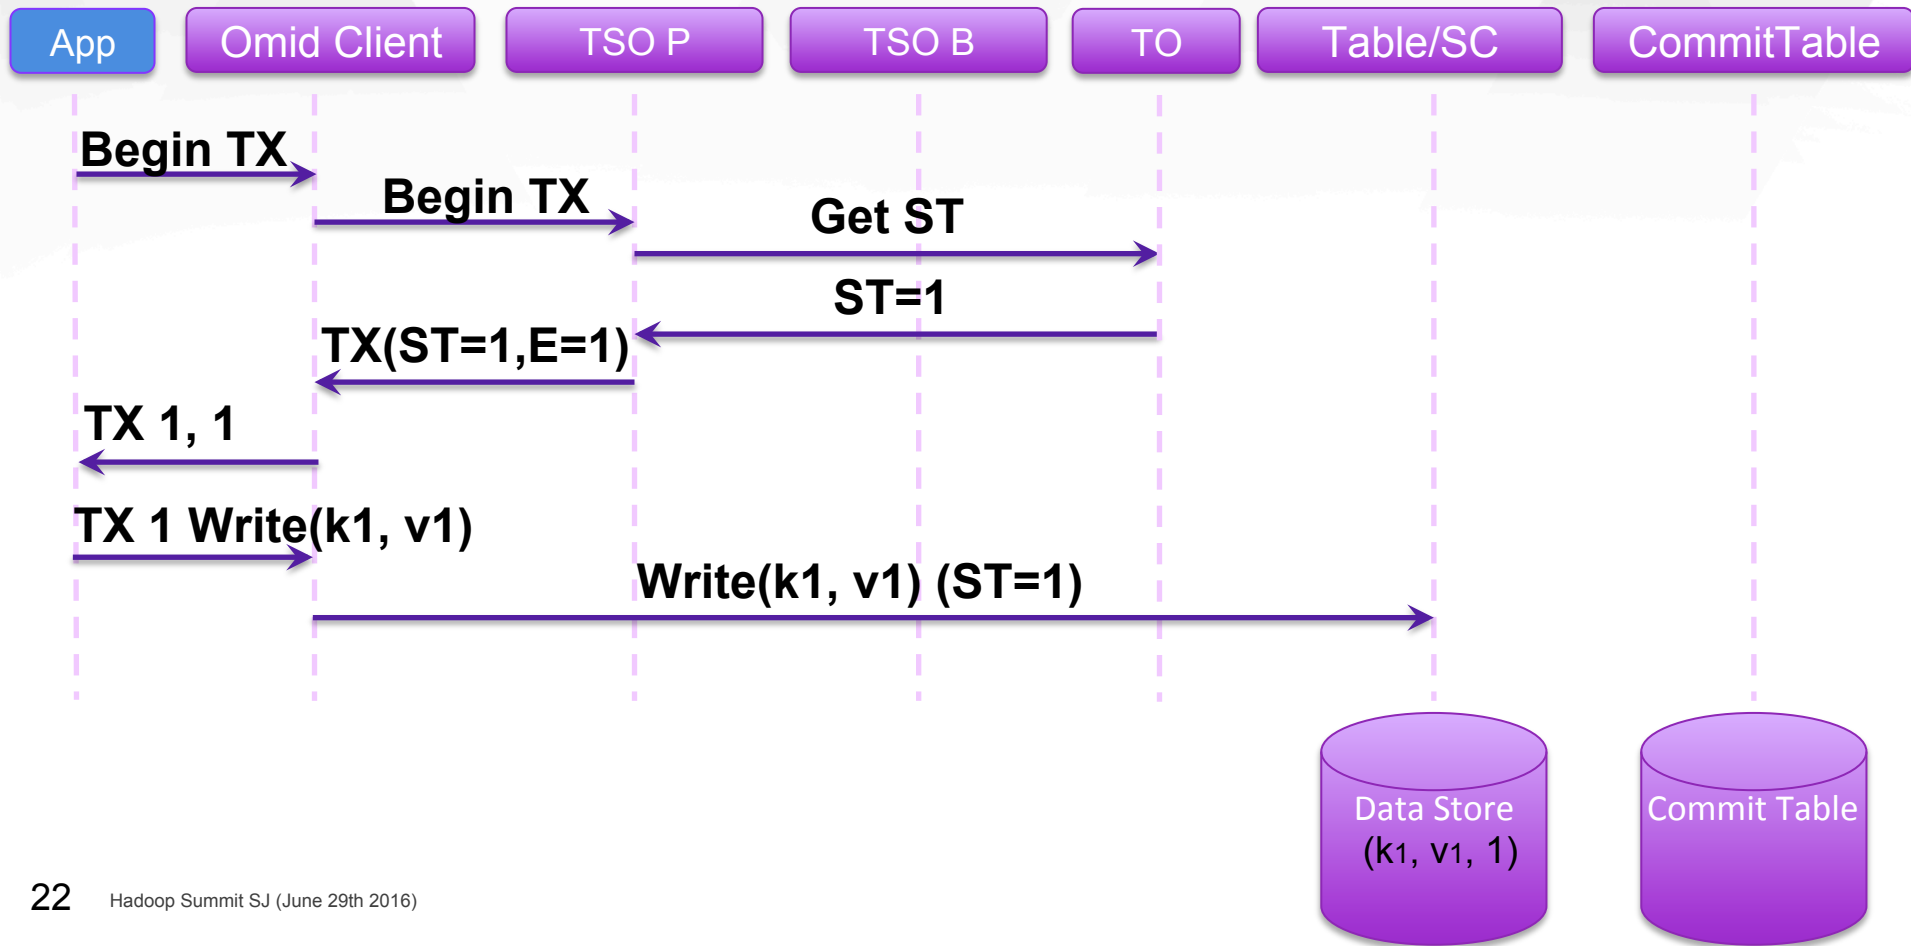 App
Omid Client
TSO P
TSO B
TO
Table/SC
CommitTable
Begin TX
Begin TX
Get ST
ST=1
TX(ST=1,E=1)
TX 1, 1
TX 1 Write(k1, v1)
Write(k1, v1) (ST=1)
Data Store
(k1, v1, 1)
Commit Table
22
Hadoop Summit SJ (June 29th 2016)